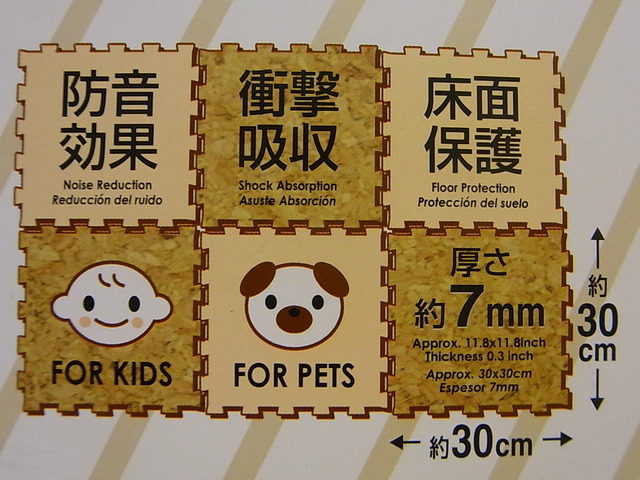 防音
効果
Noise Reduction
Reducción del ruido
衝撃
吸収
Shock Absorption
Asuste Absorción
床面
保護
Floor Protection
Protección del suelo
FOR KIDS
FOR PETS
厚さ
約7mm
Approx. 11.8x11.8inch
Thickness 0.3 inch
Approx. 30x30cm
Espesor 7mm
約
30
cm
約30cm